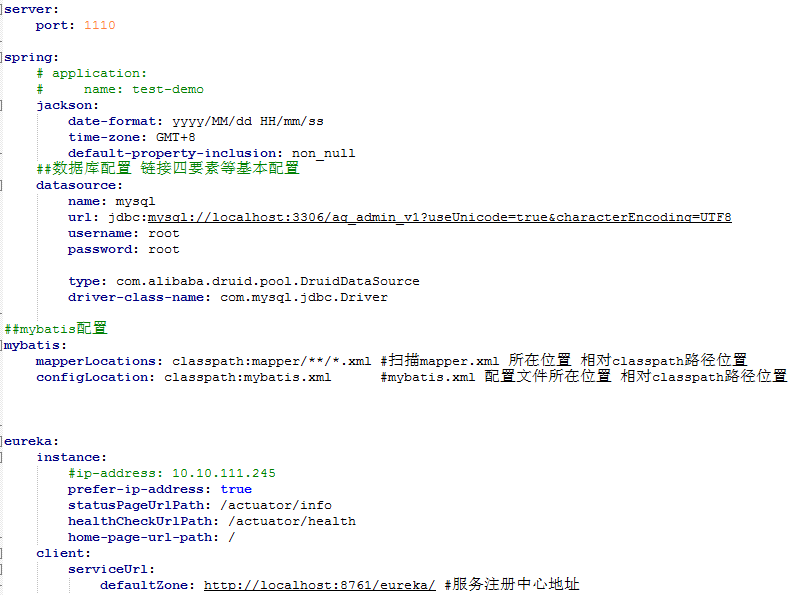 server:
    port: 1110
spring:
    # application:
    #     name: test-demo
    jackson:
        date-format: yyyy/MM/dd HH/mm/ss
        time-zone: GMT+8
        default-property-inclusion: non_null
    ##数据库配置 链接四要素等基本配置
    datasource:
        name: mysql
        url: jdbc:mysql://localhost:3306/aq_admin_v1?useUnicode=true&characterEncoding=UTF8
        username: root
        password: root
        type: com.alibaba.druid.pool.DruidDataSource
        driver-class-name: com.mysql.jdbc.Driver
##mybatis配置
mybatis:
    mapperLocations: classpath:mapper/**/*.xml #扫描mapper.xml 所在位置 相对classpath路径位置
    configLocation: classpath:mybatis.xml      #mybatis.xml 配置文件所在位置 相对classpath路径位置
eureka:
    instance:
        #ip-address: 10.10.111.245
        prefer-ip-address: true
        statusPageUrlPath: /actuator/info
        healthCheckUrlPath: /actuator/health
        home-page-url-path: /
    client:
        serviceUrl:
            defaultZone: http://localhost:8761/eureka/ #服务注册中心地址